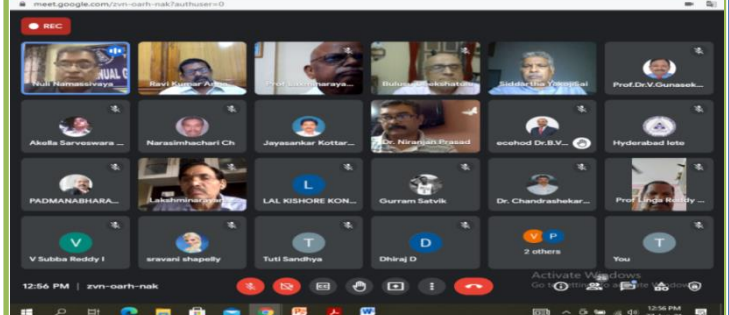 meet.google.com/zvn-oarh-nak?authuser=0
REC
Nuli Namassivaya
Ravi Kumar
Siddartha
Prof.Dr.V.Gunasek...
Akella Sarveswara ...
Narasimhachari Ch
Jayasankar Kottar...
Dr. Niranjan Prasad
ecehod Dr.B.V...
Hyderabad Iete
PADMANABHARA...
Lakshminarayan
L
LAL KISHORE KON...
Gurram Satvik
Dr. Chandrashekar...
Prof Linga Reddy ...
V
V Subba Reddy I
sravani shapelly
T
Tuti Sandhya
D
Dhiraj D
V P
2 others
T
You
Activate Windows
12:56 PM | zvn-oarh-nak
12:56 PM